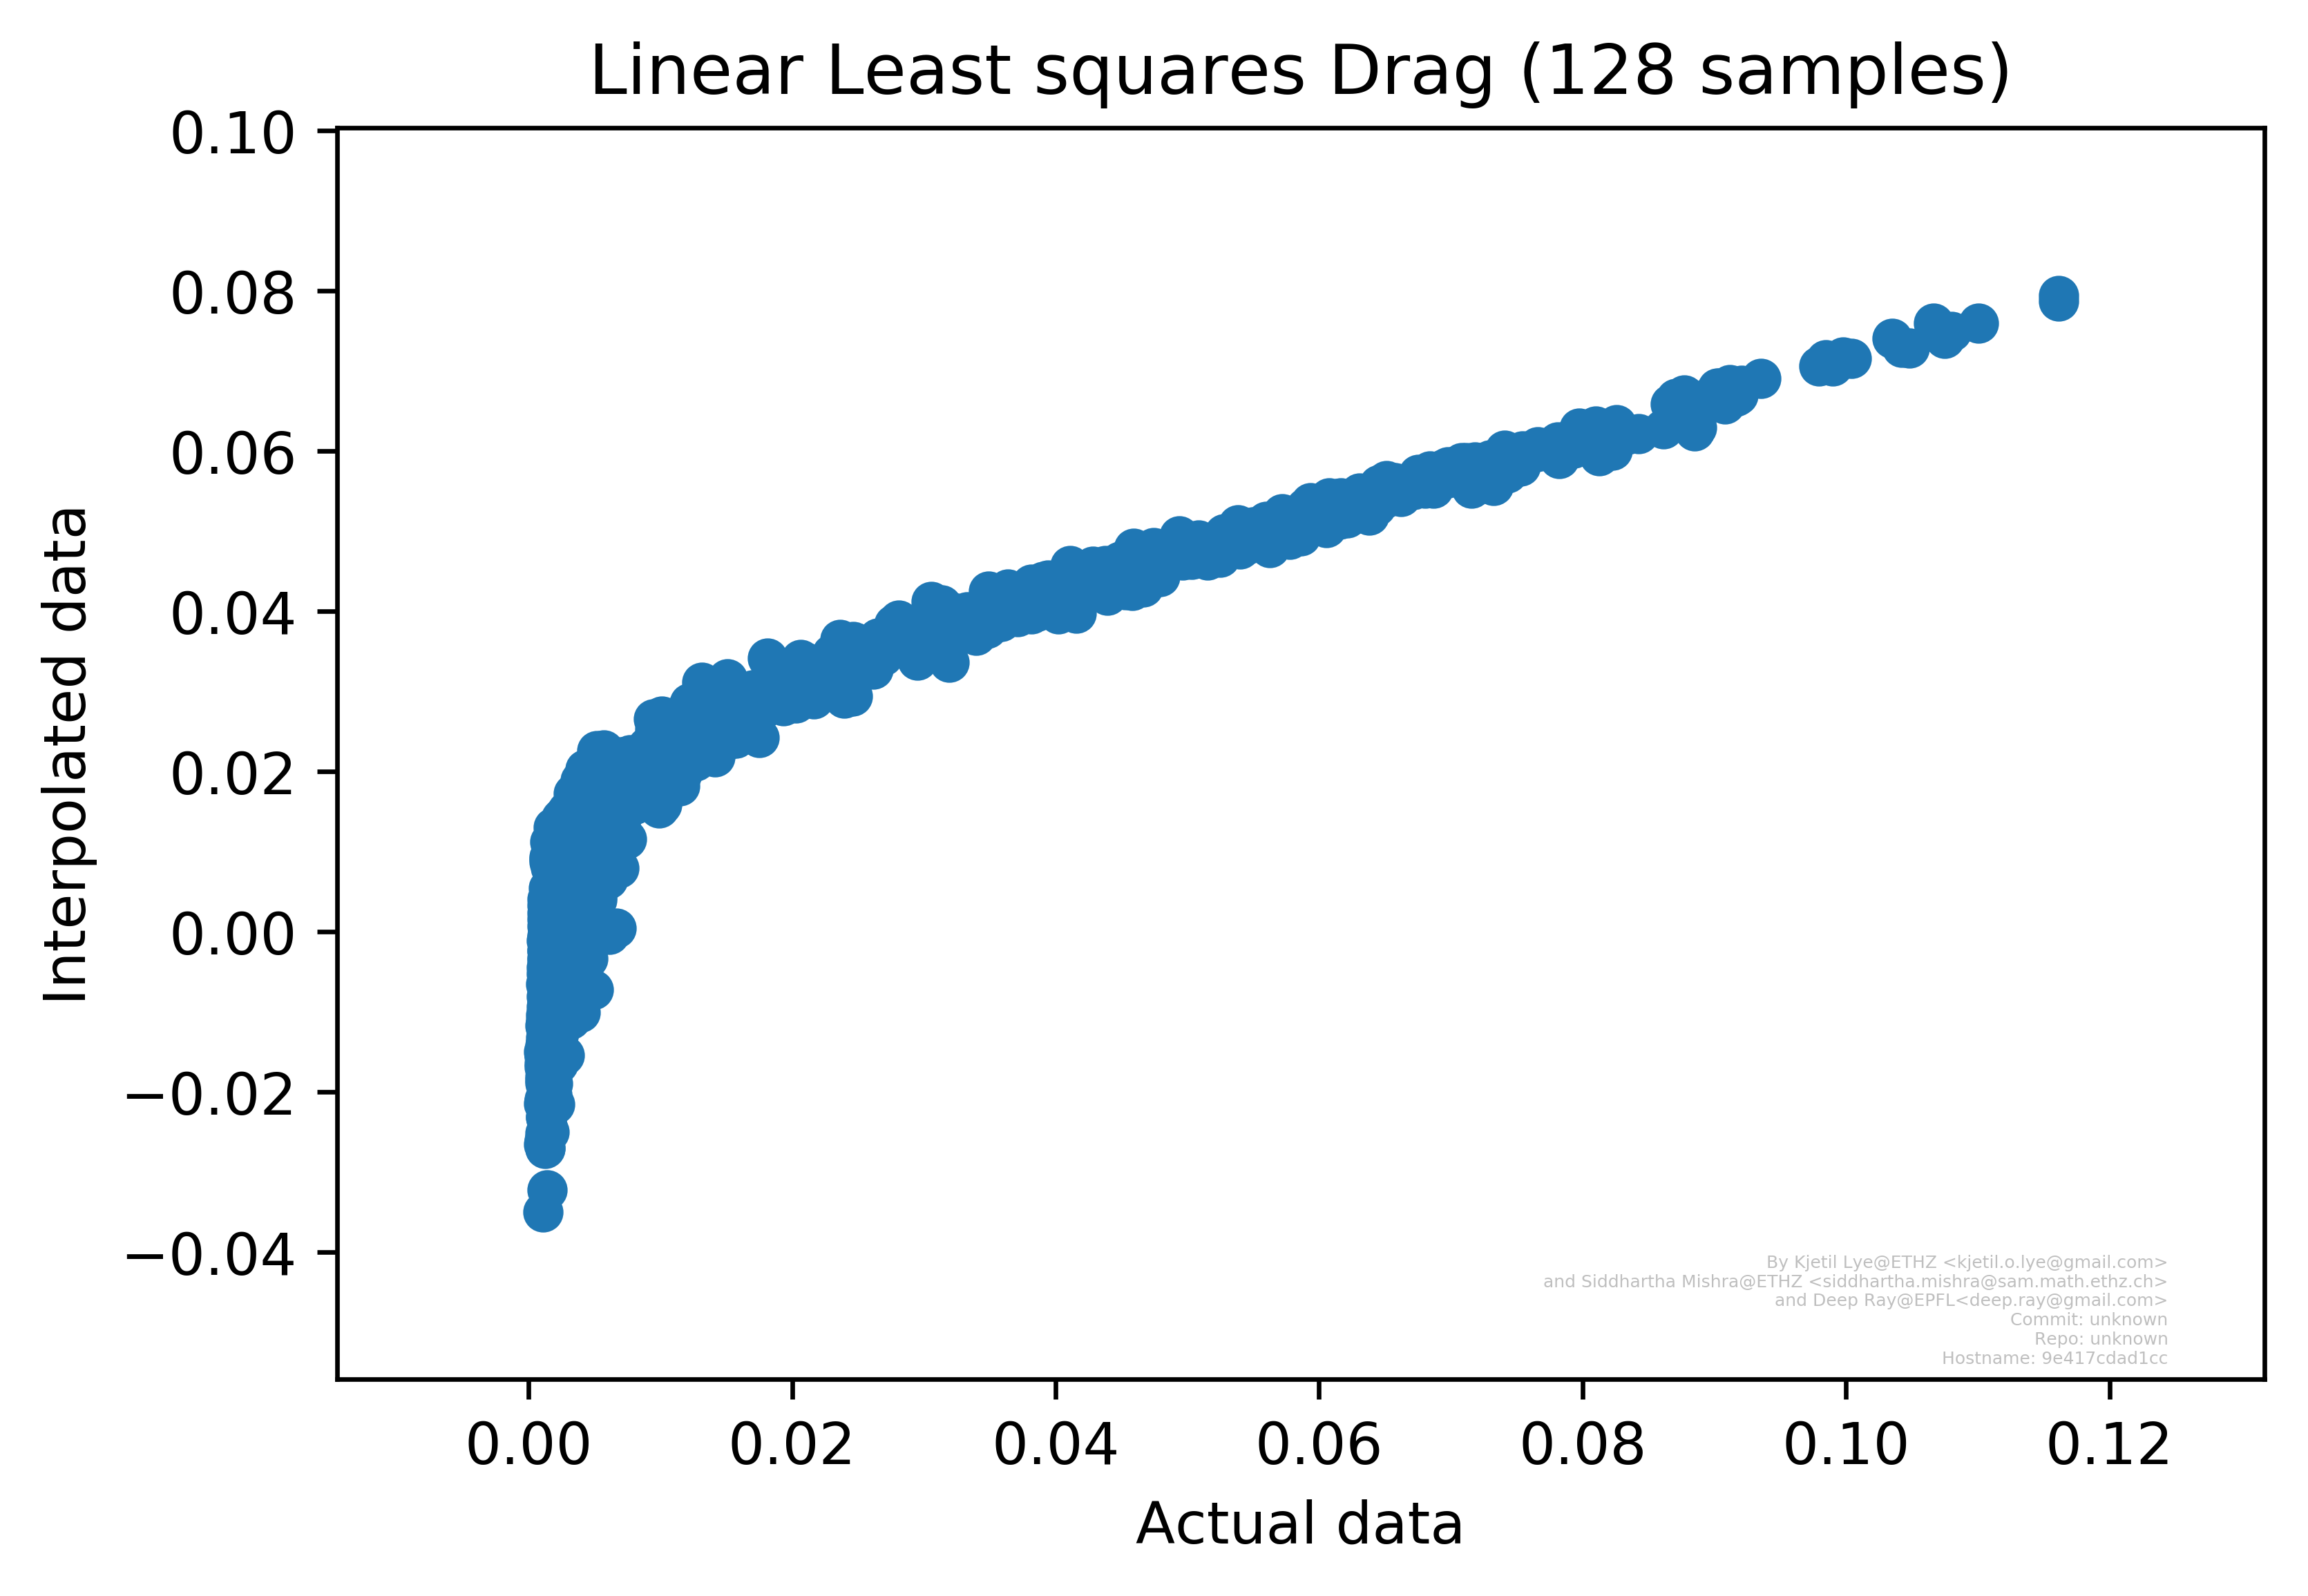 Linear Least squares Drag (128 samples)
0.10
0.08
0.06
0.04
0.02
0.00
−0.02
−0.04
Interpolated data
By Kjetil Lye@ETHZ <kjetil.o.lye@gmail.com>
and Siddhartha Mishra@ETHZ <siddhartha.mishra@sam.math.ethz.ch>
and Deep Ray@EPFL<deep.ray@gmail.com>
Commit: unknown
Repo: unknown
Hostname: 9e417cdad1cc
0.00 0.02 0.04 0.06 0.08 0.10 0.12
Actual data